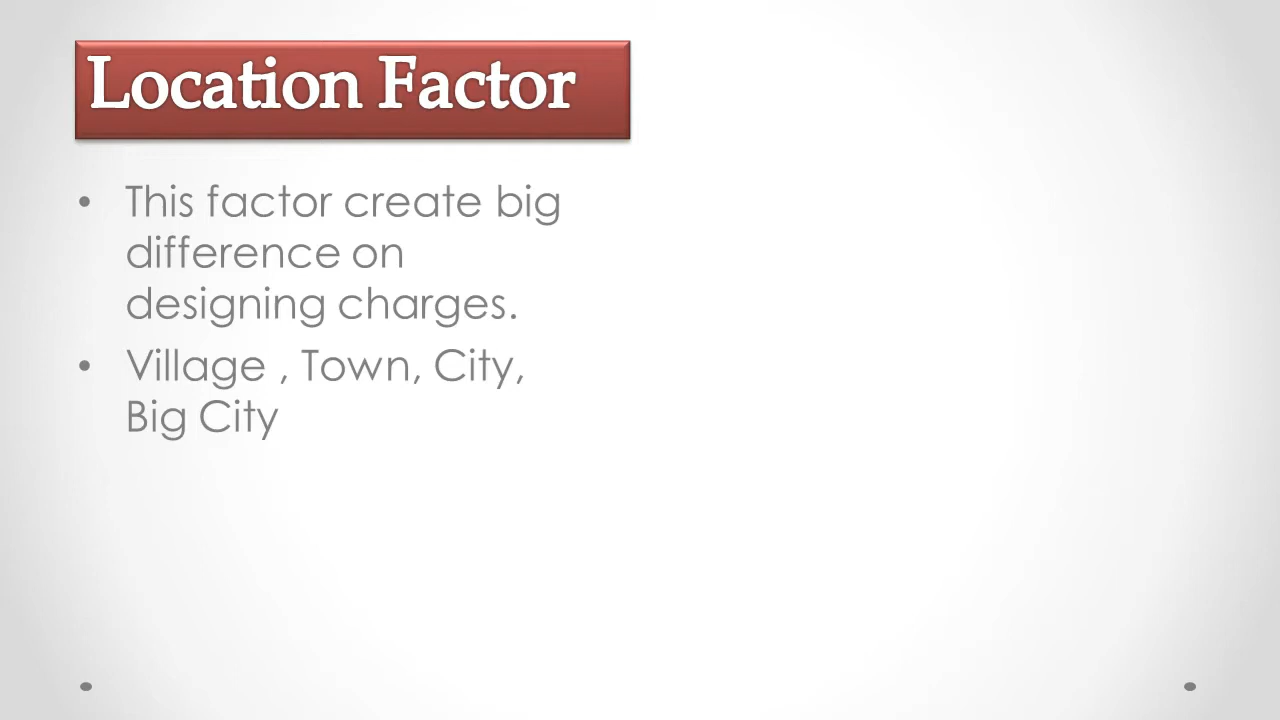 Location Factor
• This factor create big
difference on
designing charges.
• Village , Town, City,
Big City